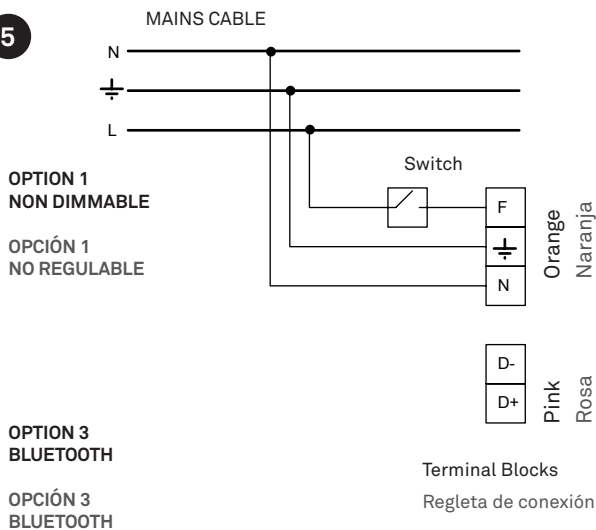 5
MAINS CABLE
N
L
Switch
OPTION 1
NON DIMMABLE
OPCIÓN 1
NO REGULABLE
F
N
Orange
Naranja
D-
D+
Pink
Rosa
OPTION 3
BLUETOOTH
OPCIÓN 3
BLUETOOTH
Terminal Blocks
Regleta de conexión